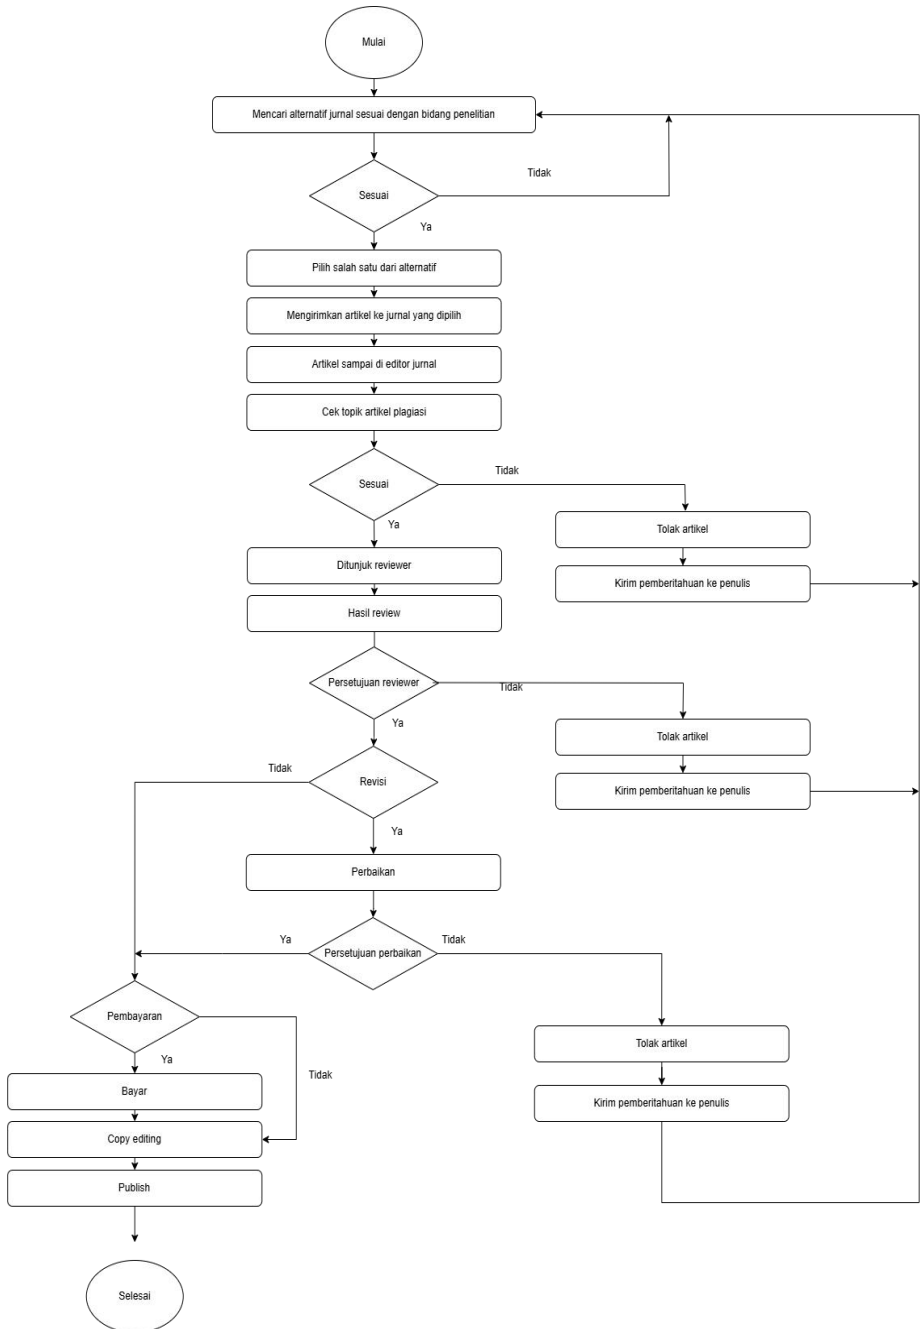 Mulai
Mencari alternatif jurnal sesuai dengan bidang penelitian
Tidak
Sesuai
Ya
Pilih salah satu dari alternatif
Mengirimkan artikel ke jurnal yang dipilih
Artikel sampai di editor jurnal
Cek topik artikel plagiasi
Tidak
Sesuai
Ya
Tolak artikel
Ditunjuk reviewer
Kirim pemberitahuan ke penulis
Hasil review
Persetujuan reviewer
Tidak
Ya
Tolak artikel
Tidak
Revisi
Kirim pemberitahuan ke penulis
Ya
Perbaikan
Ya
Tidak
Persetujuan perbaikan
Pembayaran
Tolak artikel
Ya
Tidak
Bayar
Kirim pemberitahuan ke penulis
Copy editing
Publish
Selesai